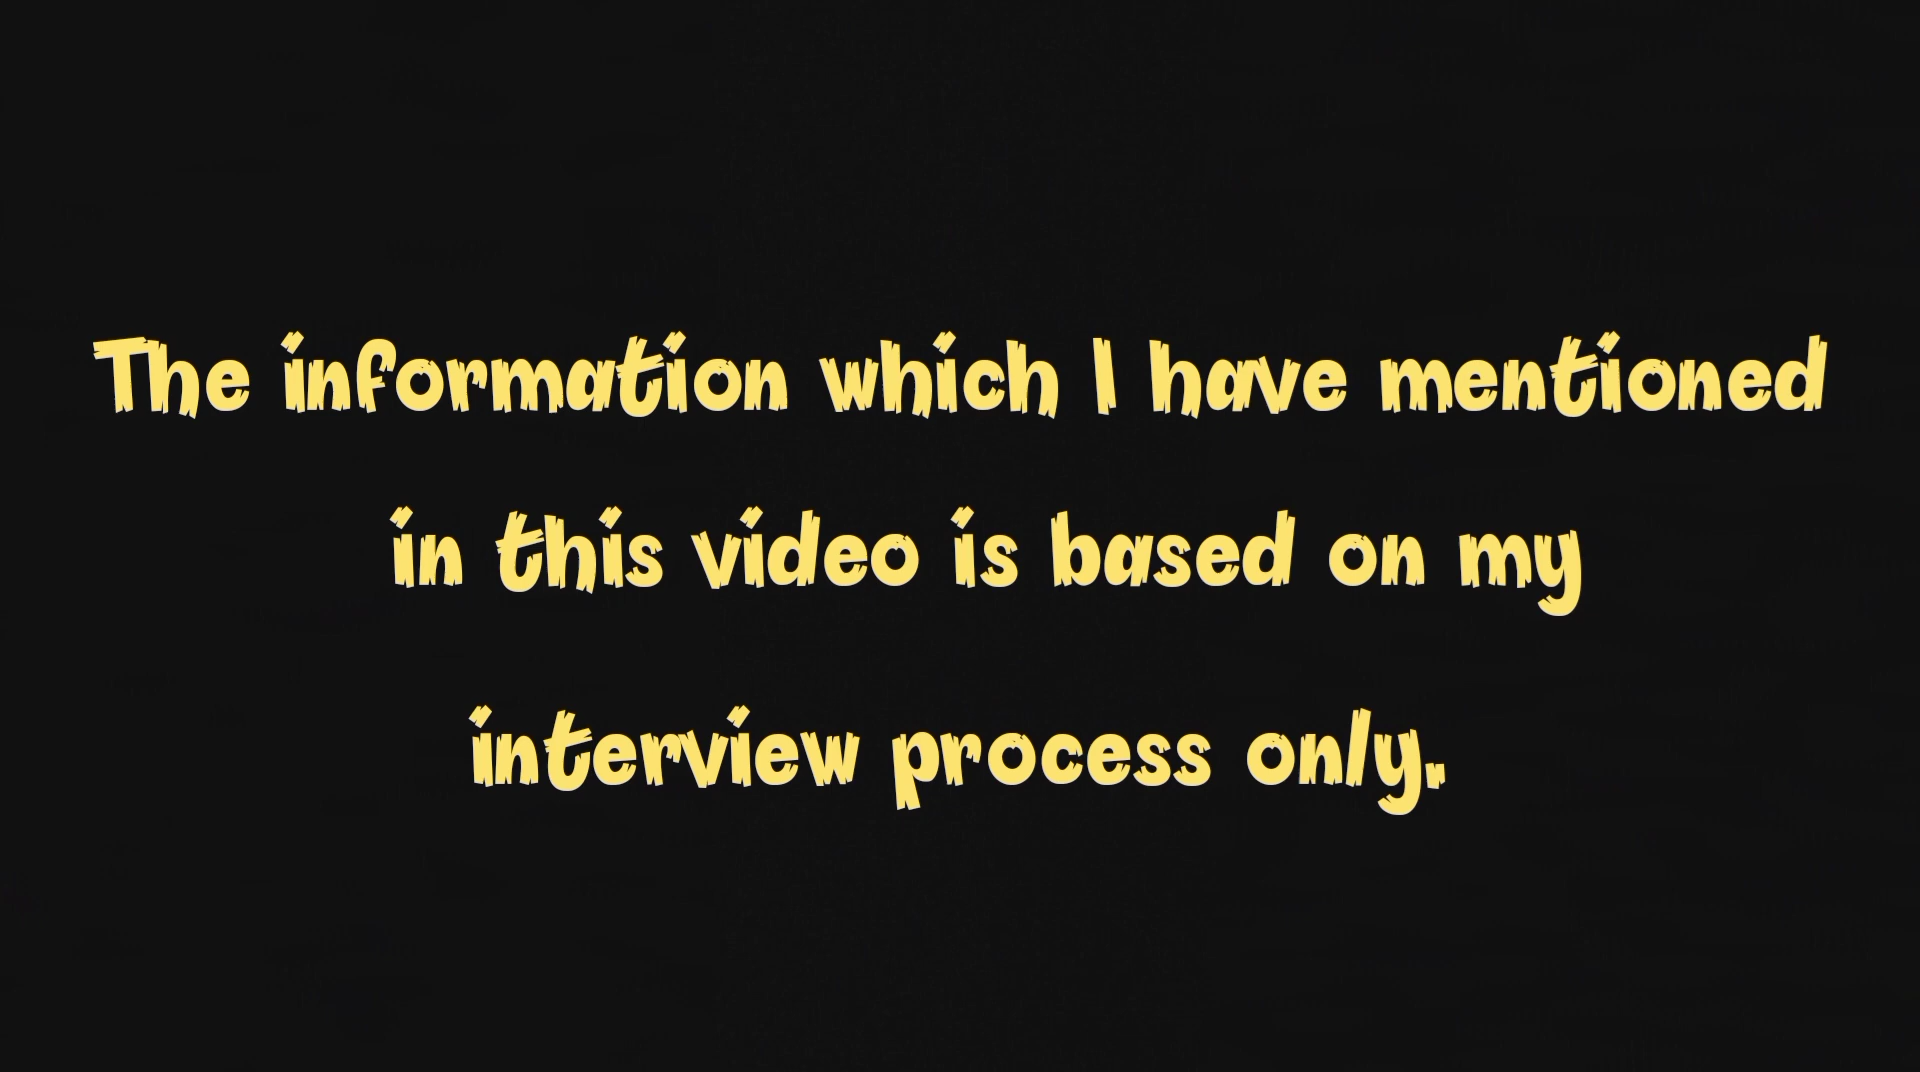 The information which I have mentioned
in this video is based on my
interview process only.